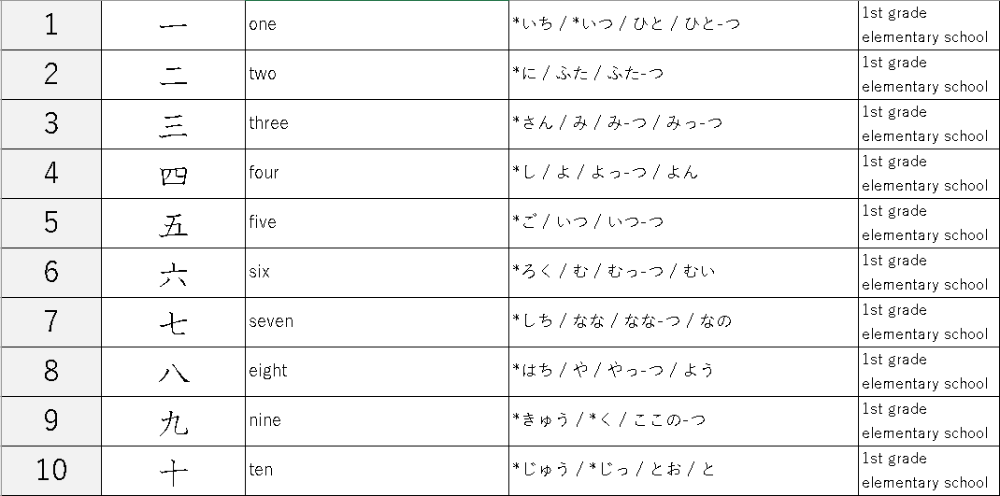 1 一 one *いち / *いつ / ひと / ひと-つ 1st grade elementary school
2 二 two *に / ふた / ふた-つ 1st grade elementary school
3 三 three *さん / み / み-つ / みっ-つ 1st grade elementary school
4 四 four *し / よ / よっ-つ / よん 1st grade elementary school
5 五 five *ご / いつ / いつ-つ 1st grade elementary school
6 六 six *ろく / む / むっ-つ / むい 1st grade elementary school
7 七 seven *しち / なな / なな-つ / なの 1st grade elementary school
8 八 eight *はち / や / やっ-つ / よう 1st grade elementary school
9 九 nine *きゅう / *く / ここの-つ 1st grade elementary school
10 十 ten *じゅう / *じっ / とお / と 1st grade elementary school